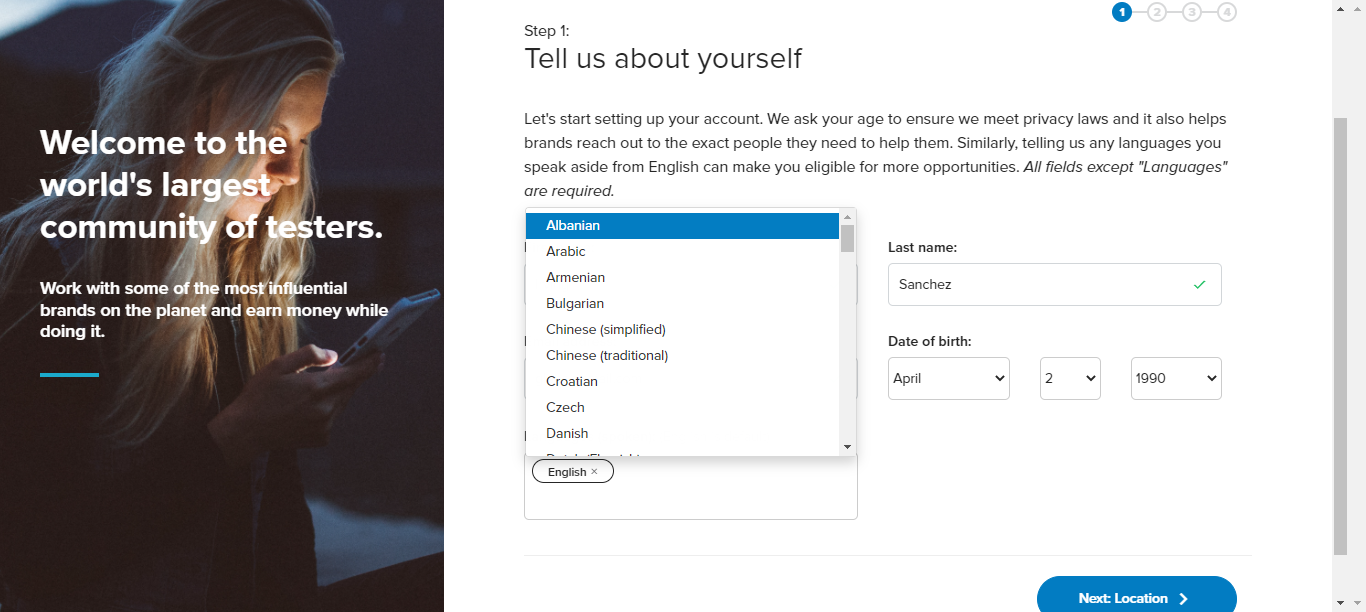 Welcome to the
world's largest
community of testers.
Work with some of the most influential
brands on the planet and earn money while
doing it.
1 2 3 4
Step 1:
Tell us about yourself
Let's start setting up your account. We ask your age to ensure we meet privacy laws and it also helps
brands reach out to the exact people they need to help them. Similarly, telling us any languages you
speak aside from English can make you eligible for more opportunities. All fields except "Languages"
are required.
Albanian
Arabic
Armenian
Bulgarian
Chinese (simplified)
Chinese (traditional)
Croatian
Czech
Danish
English ×
Last name:
Sanchez
Date of birth:
April 2 1990
Next: Location